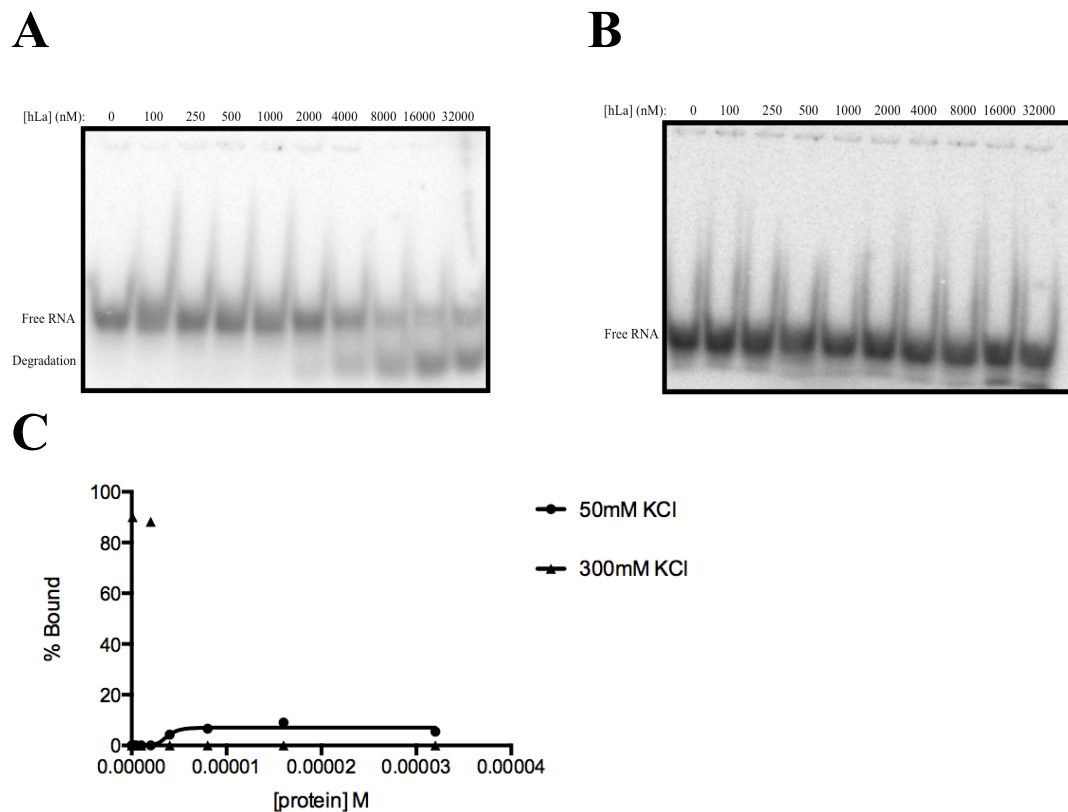 A
B
[hLa] (nM): 0 100 250 500 1000 2000 4000 8000 16000 32000
Free RNA
Degradation
[hLa] (nM): 0 100 250 500 1000 2000 4000 8000 16000 32000
Free RNA
C
100
80
60
40
20
0
% Bound
0.00000 0.00001 0.00002 0.00003 0.00004
[protein] M
50mM KCl
300mM KCl